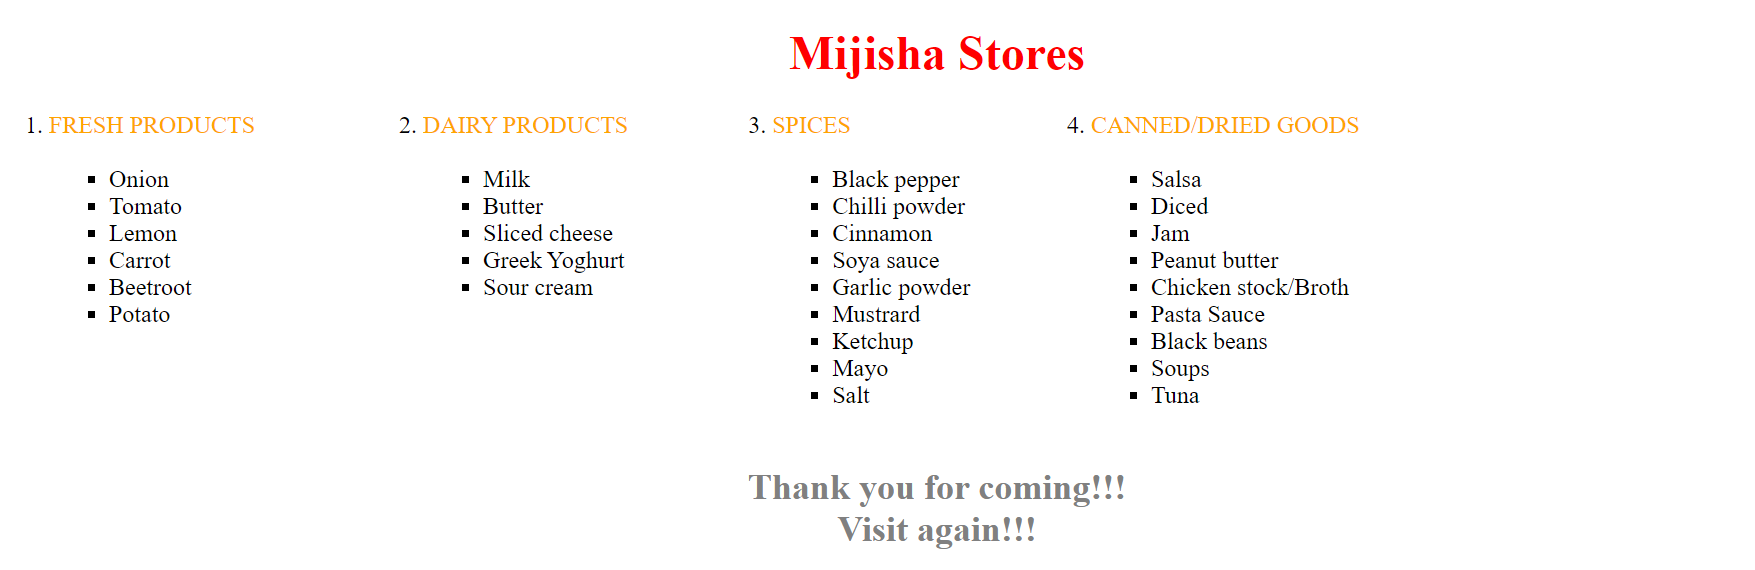 Mijisha Stores
1. FRESH PRODUCTS
Onion
Tomato
Lemon
Carrot
Beetroot
Potato
2. DAIRY PRODUCTS
Milk
Butter
Sliced cheese
Greek Yoghurt
Sour cream
3. SPICES
Black pepper
Chilli powder
Cinnamon
Soya sauce
Garlic powder
Mustrard
Ketchup
Mayo
Salt
4. CANNED/DRIED GOODS
Salsa
Diced
Jam
Peanut butter
Chicken stock/Broth
Pasta Sauce
Black beans
Soups
Tuna
Thank you for coming!!!
Visit again!!!